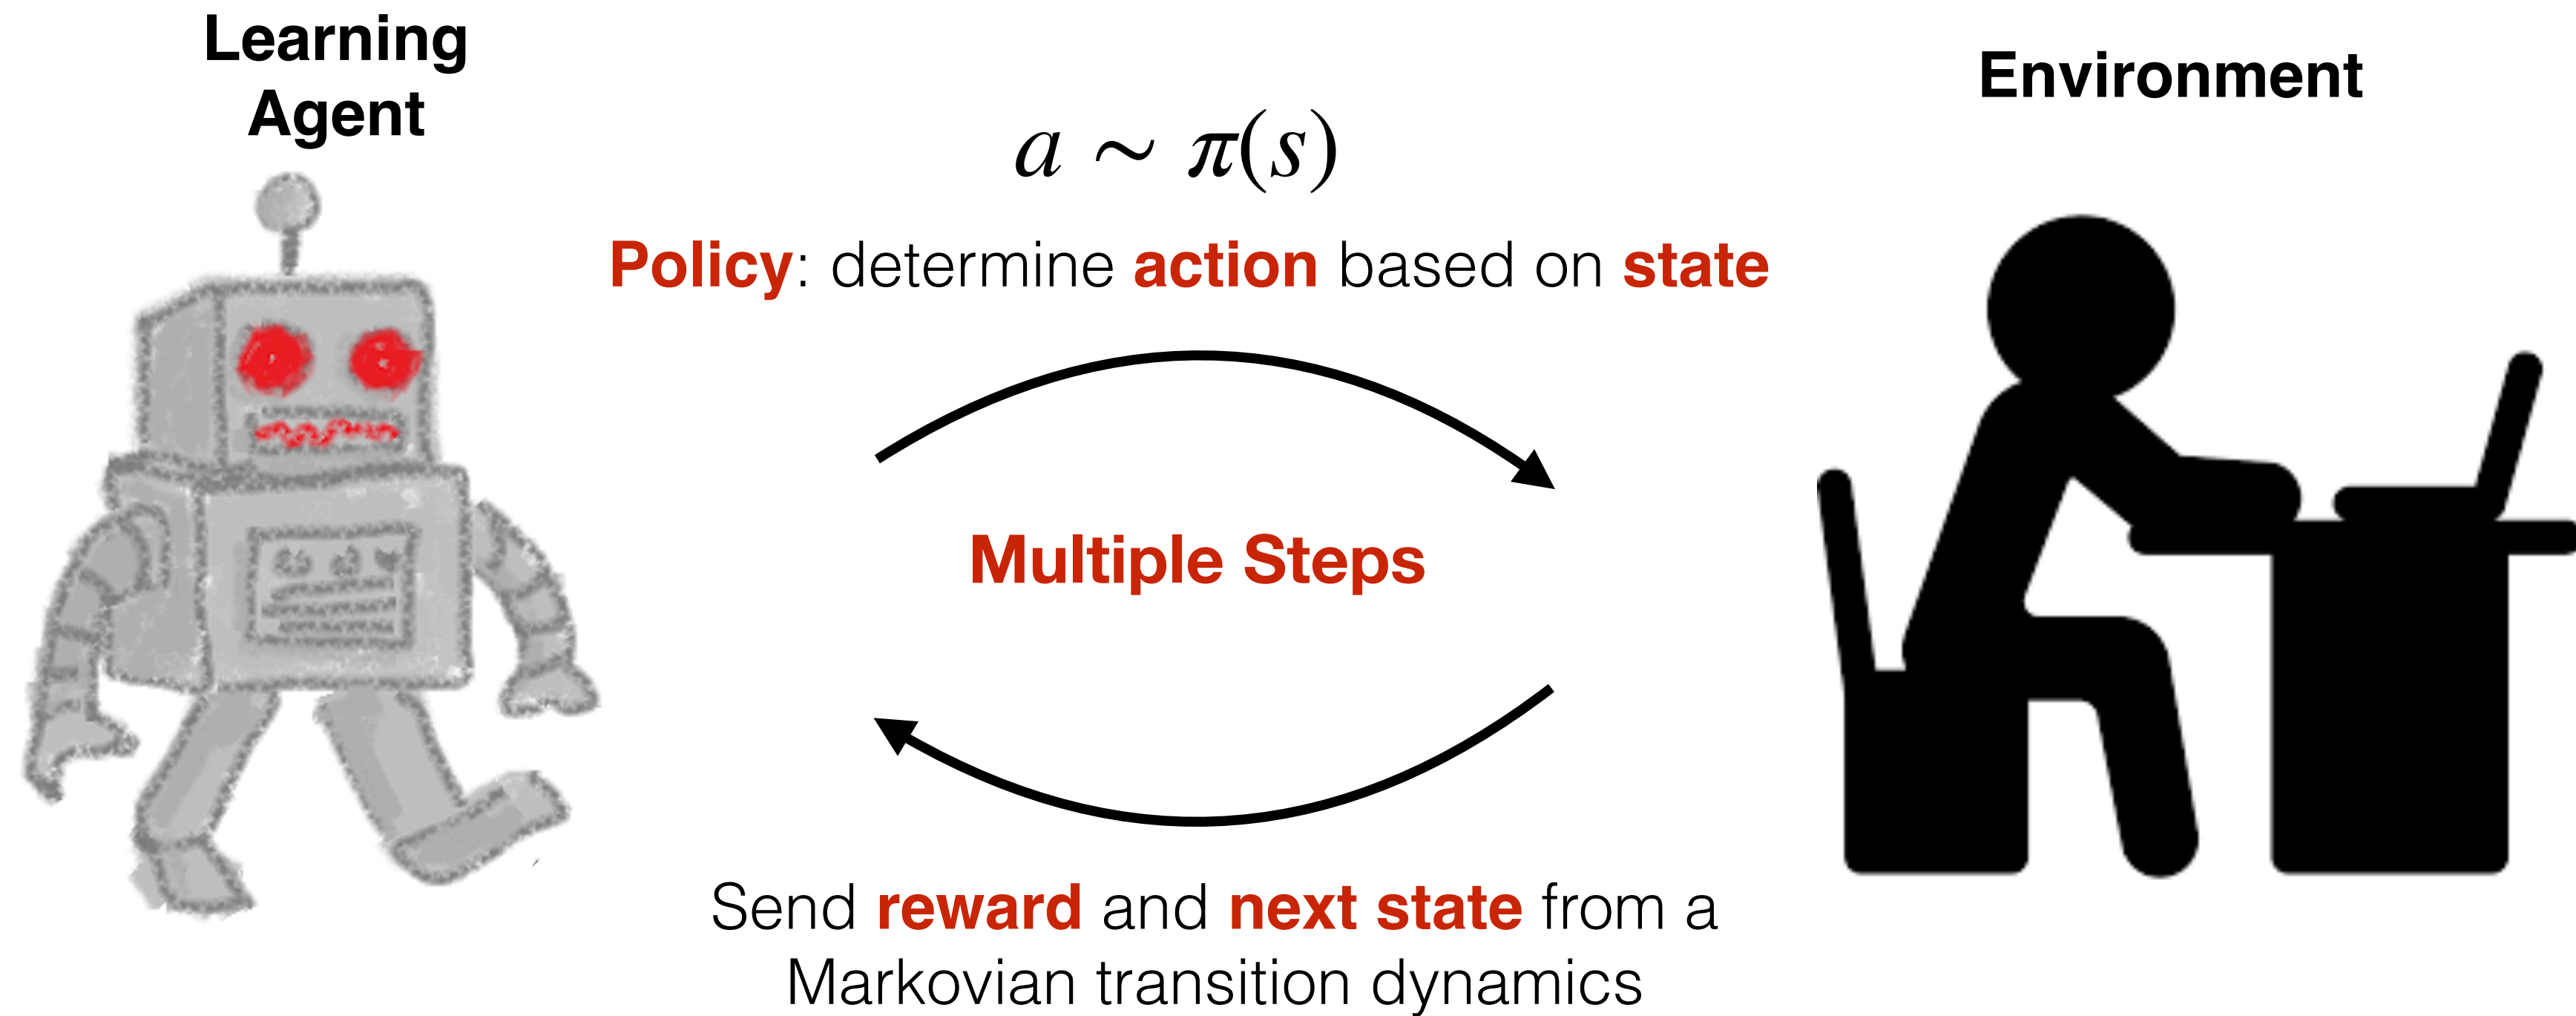 Learning
Agent
Environment
a ∼ π(s)
Policy: determine action based on state
Multiple Steps
Send reward and next state from a
Markovian transition dynamics